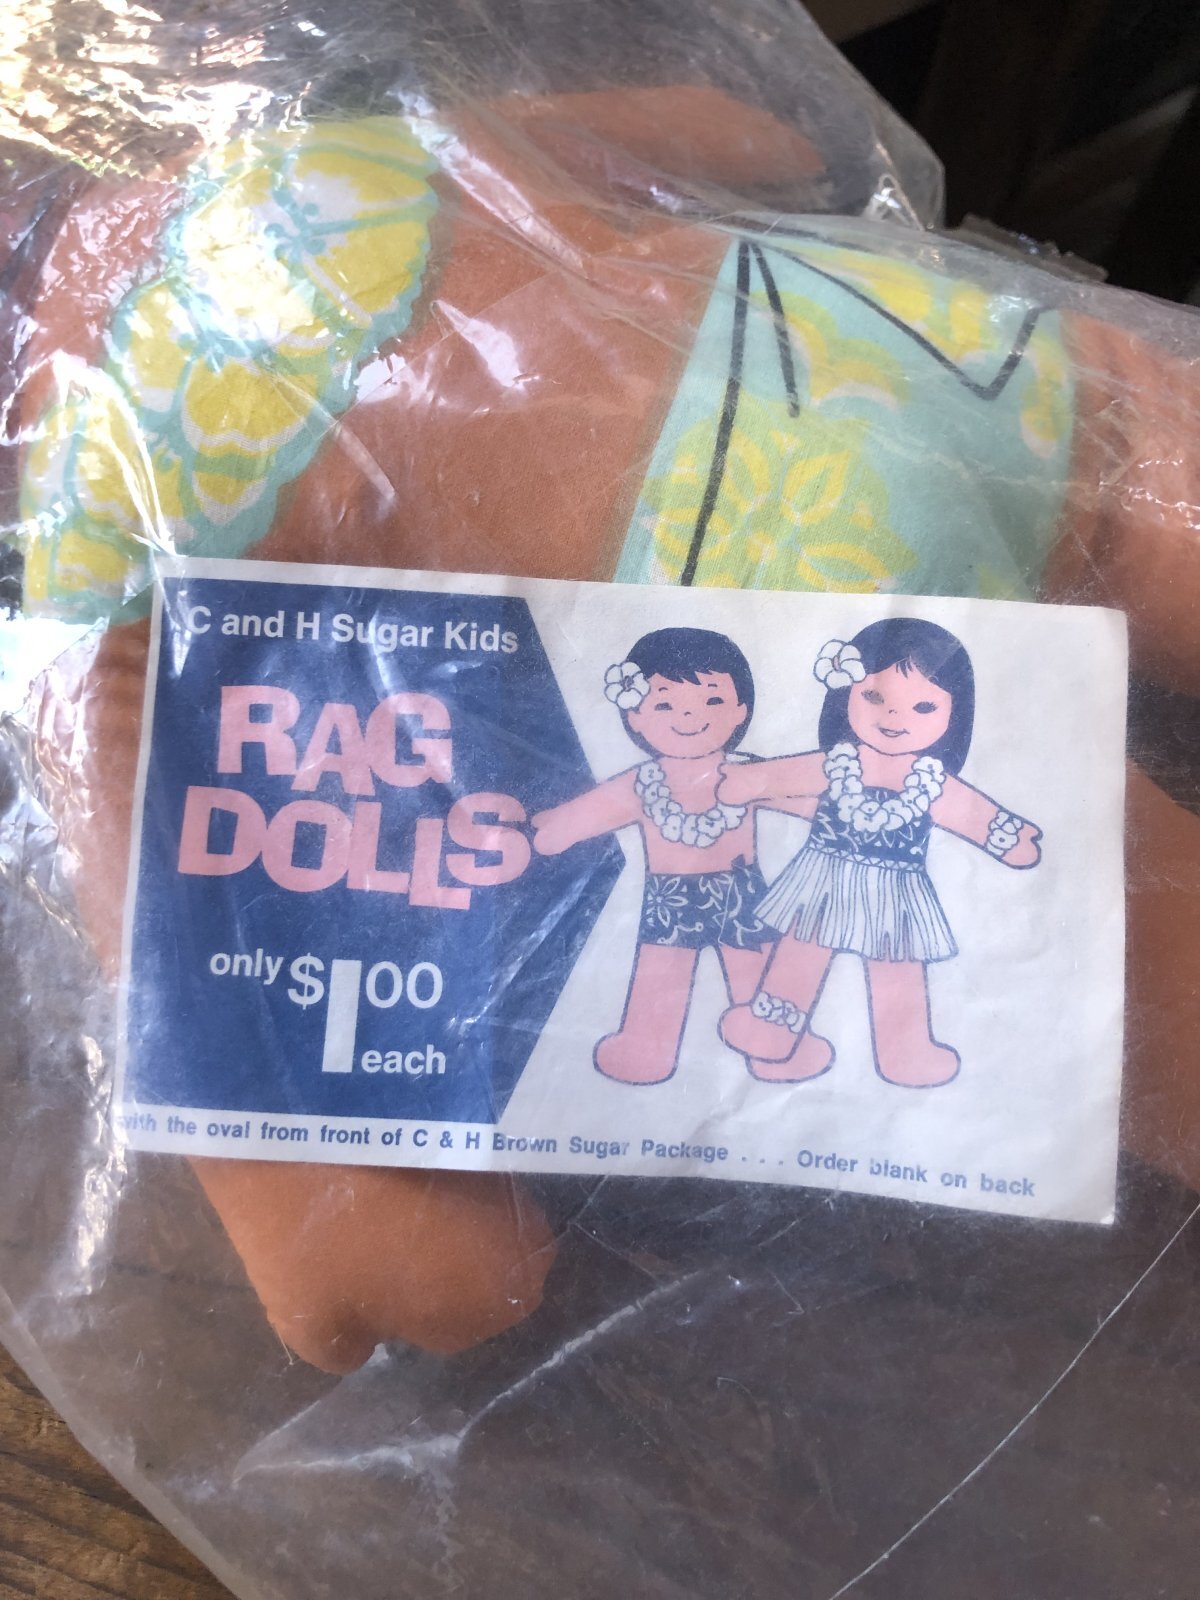 C and H Sugar Kids
RAG
DOLLS
only $1.00
each
with the oval from front of C & H Brown Sugar Package . . . Order blank on back